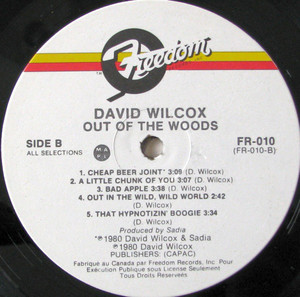 Freedom
DAVID WILCOX
OUT OF THE WOODS
SIDE B
ALL SELECTIONS
FR-010
(FR-010-B)
1. CHEAP BEER JOINT* 3:06
(D. Wilcox)
2. A LITTLE CHUNK OF YOU 3:07 (D. Wilcox)
3. BAD APPLE 3:38 (D. Wilcox)
4. OUT IN THE WILD, WILD WORLD 2:42
(D. Wilcox)
5. THAT HYPNOTIZIN' BOOGIE 3:34
(D. Wilcox)
Produced by Sadia
℗1980 David Wilcox & Sadia
©1980 David Wilcox & Sadia
PUBLISHERS: (CAPAC)
Fabriqué au Canada par Freedom Records, Inc. Pour
Exécution Publique sous License Seulement
Tous Droits Reservés